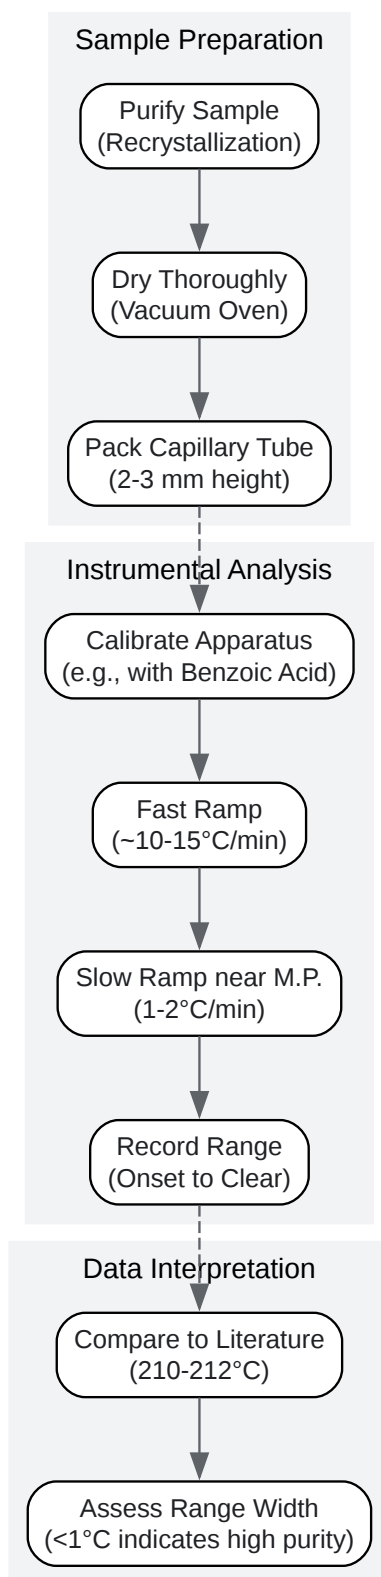 Sample Preparation
Purify Sample
(Recrystallization)
Dry Thoroughly
(Vacuum Oven)
Pack Capillary Tube
(2-3 mm height)
Instrumental Analysis
Calibrate Apparatus
(e.g., with Benzoic Acid)
Fast Ramp
(~10-15°C/min)
Slow Ramp near M.P.
(1-2°C/min)
Record Range
(Onset to Clear)
Data Interpretation
Compare to Literature
(210-212°C)
Assess Range Width
(<1°C indicates high purity)